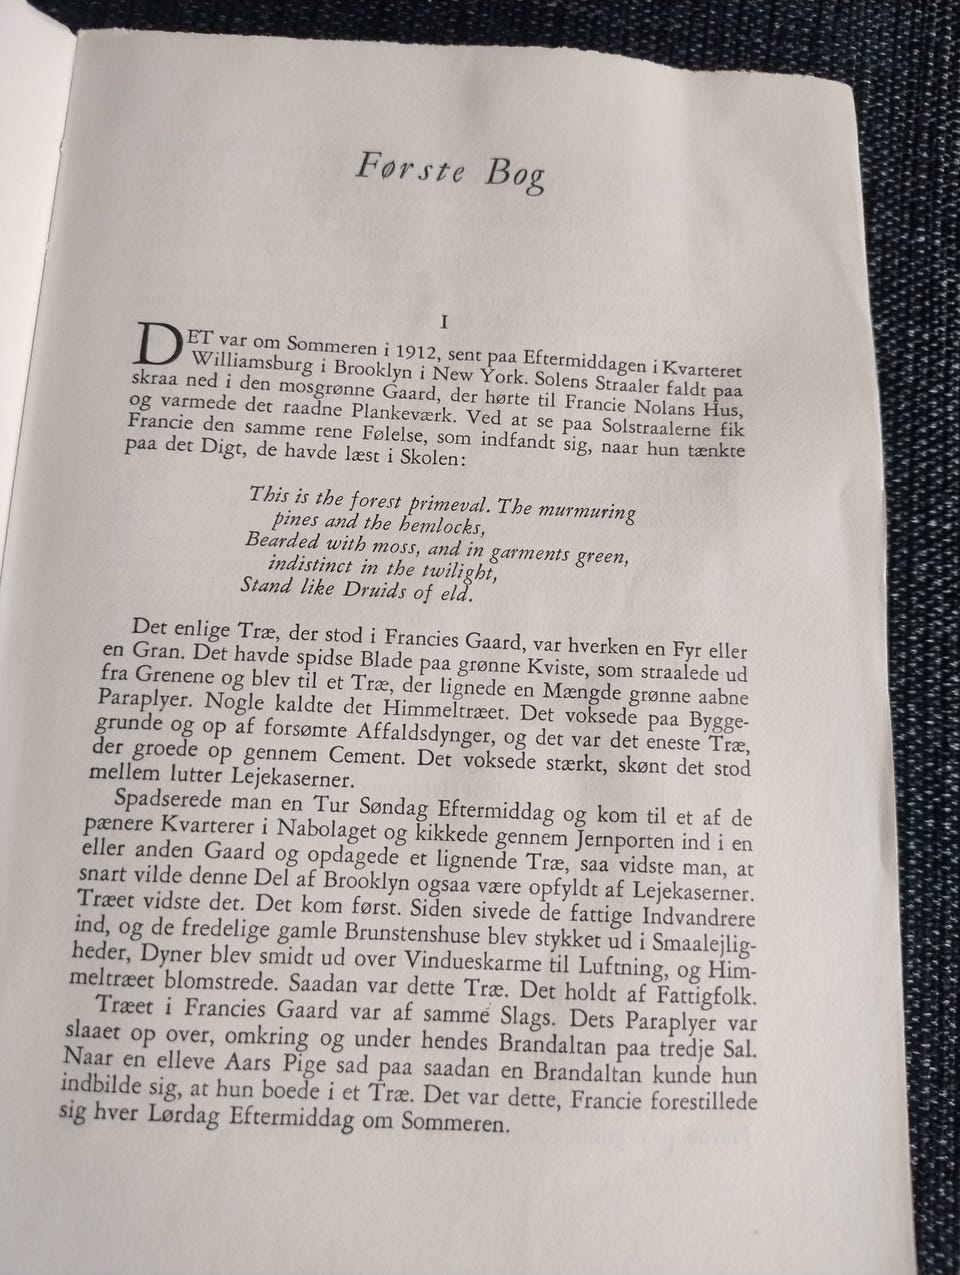 Første Bog
I
DET var om Sommeren i 1912, sent paa Eftermiddagen i Kvarteret
Williamsburg i Brooklyn i New York. Solens Straaler faldt paa
skraa ned i den mosgrønne Gaard, der hørte til Francie Nolans Hus,
og varmede det raadne Plankeværk. Ved at se paa Solstraalerne fik
Francie den samme rene Følelse, som indfandt sig, naar hun tænkte
paa det Digt, de havde læst i Skolen:
This is the forest primeval. The murmuring
pines and the hemlocks,
Bearded with moss, and in garments green,
indistinct in the twilight,
Stand like Druids of eld.
Det enlige Træ, der stod i Francies Gaard, var hverken en Fyr eller
en Gran. Det havde spidse Blade paa grønne Kviste, som straalede ud
fra Grenene og blev til et Træ, der lignede en Mængde grønne aabne
Paraplyer. Nogle kaldte det Himmeltræet. Det voksede paa Bygge-
grunde og op af forsømte Affaldsdynger, og det var det eneste Træ,
der groede op gennem Cement. Det voksede stærkt, skønt det stod
mellem lutter Lejekaserner.
Spadserede man en Tur Søndag Eftermiddag og kom til et af de
pænere Kvarterer i Nabolaget og kikkede gennem Jernporten ind i en
eller anden Gaard og opdagede et lignende Træ, saa vidste man, at
snart vilde denne Del af Brooklyn ogsaa være opfyldt af Lejekaserner.
Træet vidste det. Det kom først. Siden sivede de fattige Indvandrere
ind, og de fredelige gamle Brunstenshuse blev stykket ud i Smaalejlig-
heder, Dyner blev smidt ud over Vindueskarme til Luftning, og Him-
meltræet blomstrede. Saadan var dette Træ. Det holdt af Fattigfolk.
Træet i Francies Gaard var af samme Slags. Dets Paraplyer var
slaaet op over, omkring og under hendes Brandaltan paa tredje Sal.
Naar en elleve Aars Pige sad paa saadan en Brandaltan kunde hun
indbilde sig, at hun boede i et Træ. Det var dette, Francie forestillede
sig hver Lørdag Eftermiddag om Sommeren.